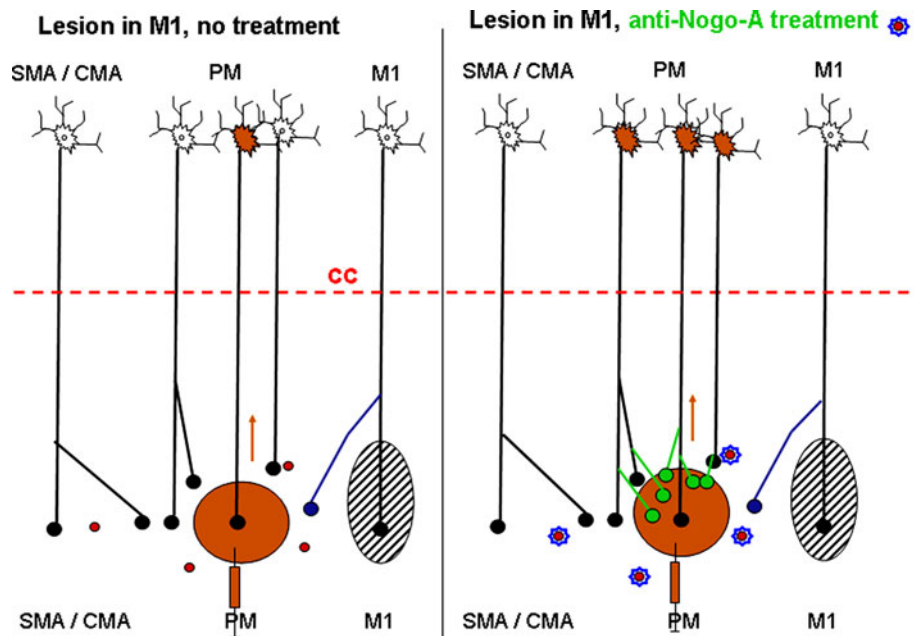 Lesion in M1, no treatment
SMA / CMA PM M1
CC
SMA / CMA PM M1
Lesion in M1, anti-Nogo-A treatment
SMA / CMA PM M1
SMA / CMA PM M1